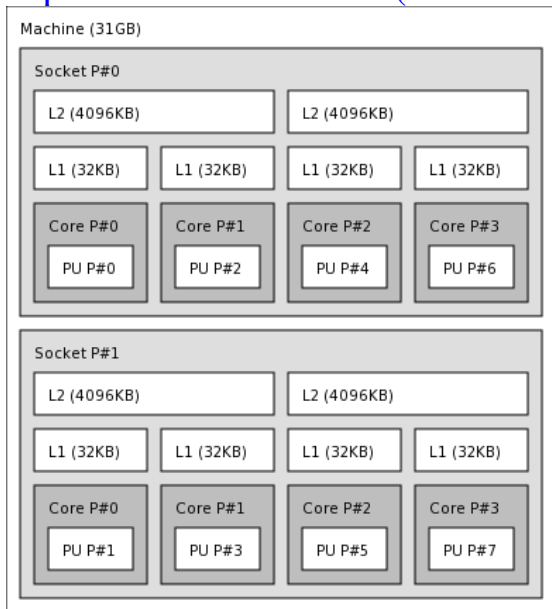 Machine (31GB)
Socket P#0
L2 (4096KB) L2 (4096KB)
L1 (32KB) L1 (32KB) L1 (32KB) L1 (32KB)
Core P#0 Core P#1 Core P#2 Core P#3
PU P#0 PU P#2 PU P#4 PU P#6
Socket P#1
L2 (4096KB) L2 (4096KB)
L1 (32KB) L1 (32KB) L1 (32KB) L1 (32KB)
Core P#0 Core P#1 Core P#2 Core P#3
PU P#1 PU P#3 PU P#5 PU P#7